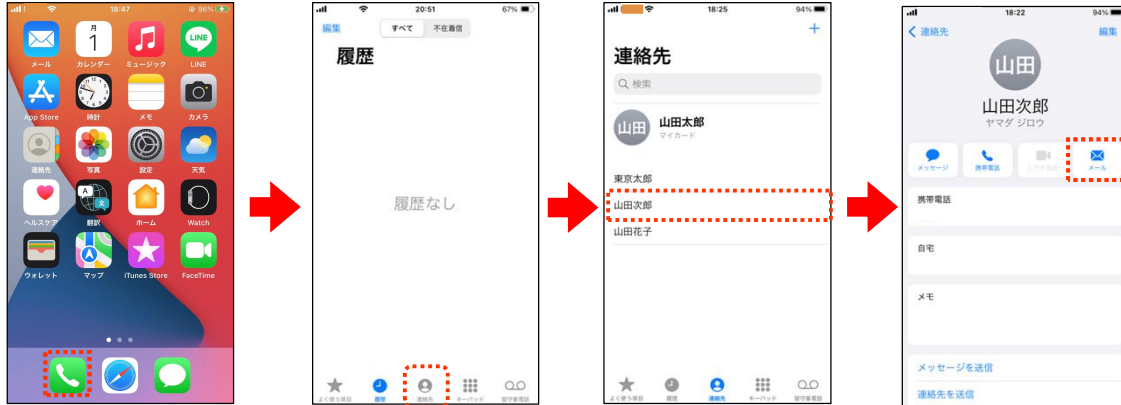 18:47
96%
月
1
LINE
メール
カレンダー
ミュージック
LINE
App Store
時計
メモ
カメラ
連絡先
写真
設定
天気
ヘルスケア
翻訳
ホーム
Watch
ウォレット
マップ
iTunes Store
FaceTime
20:51
67%
編集
すべて
不在着信
履歴
履歴なし
よく使う項目
履歴
連絡先
キーパッド
留守番電話
18:25
94%
+
連絡先
検索
山田
山田太郎
マイカード
東京太郎
山田次郎
山田花子
よく使う項目
履歴
連絡先
キーパッド
留守番電話
18:22
94%
連絡先
編集
山田
山田次郎
ヤマダ ジロウ
メッセージ
携帯電話
メール
携帯電話
自宅
メモ
メッセージを送信
連絡先を送信